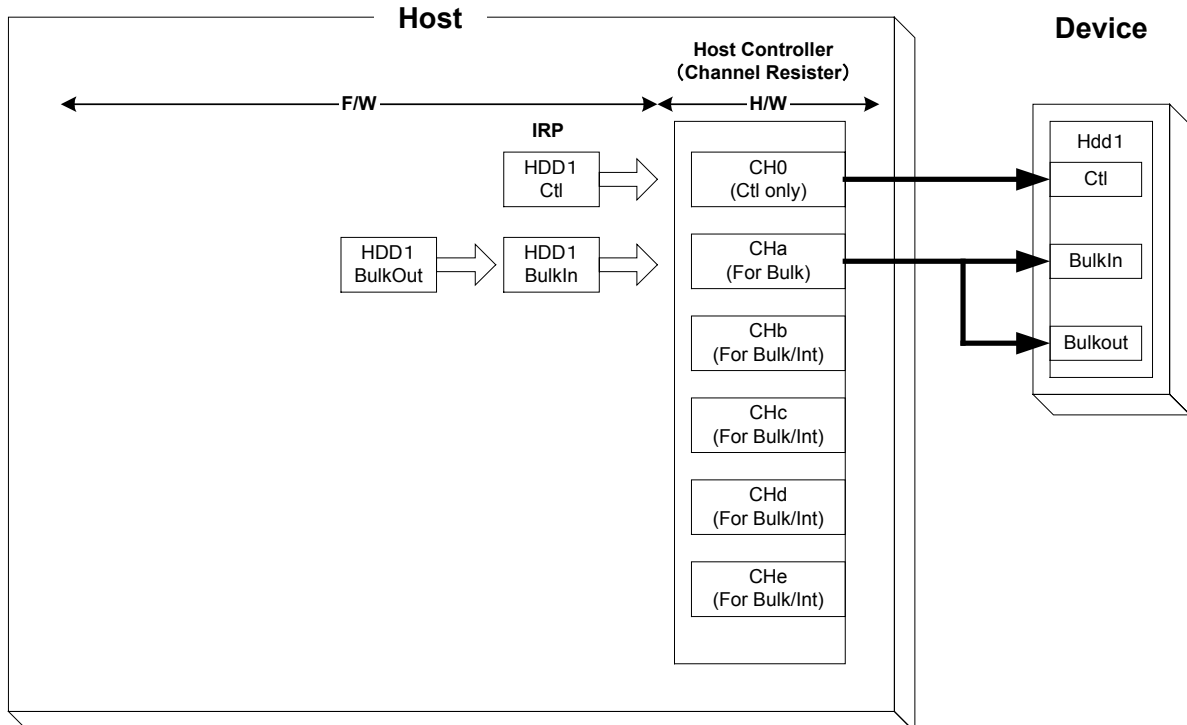 Host
Device
Host Controller
(Channel Resister)
F/W
H/W
IRP
HDD1
Ctl
CH0
(Ctl only)
Hdd1
Ctl
HDD1
BulkOut
HDD1
BulkIn
CHa
(For Bulk)
BulkIn
CHb
(For Bulk/Int)
Bulkout
CHc
(For Bulk/Int)
CHd
(For Bulk/Int)
CHe
(For Bulk/Int)